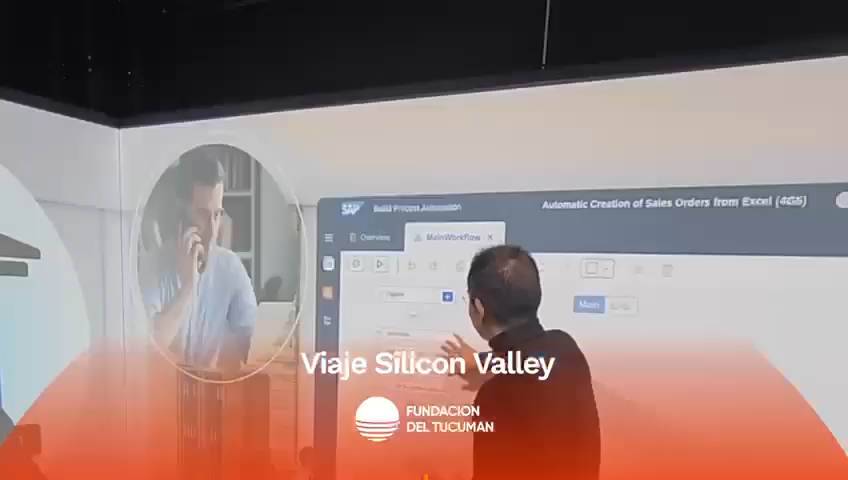 SAP Build Process Automation
Automatic Creation of Sales Orders from Excel (4G5)
Overview
MainWorkflow ×
Main
Viaje Silicon Valley
FUNDACION
DEL TUCUMAN